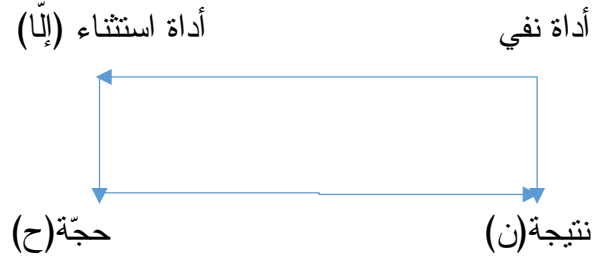 أداة نفي أداة استثناء (إلّا)
نتيجة(ن) حجّة(ح)